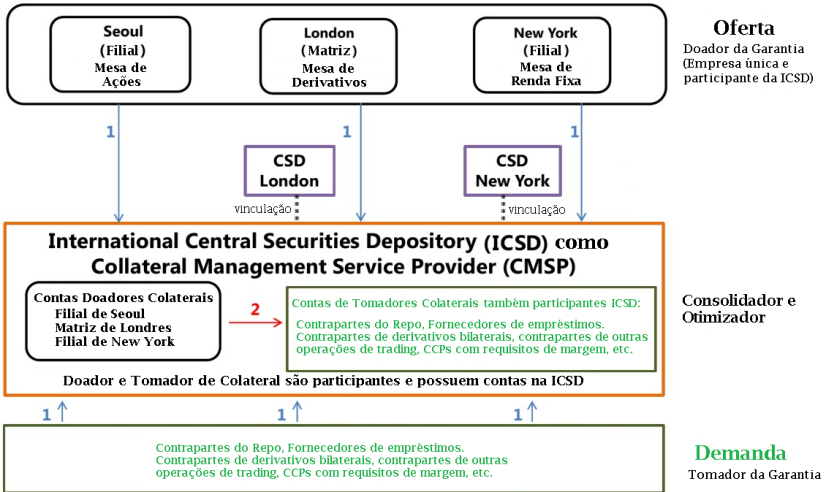 Seoul
(Filial)
Mesa de
Ações
London
(Matriz)
Mesa de
Derivativos
New York
(Filial)
Mesa de
Renda Fixa
Oferta
Doador da Garantia
(Empresa única e
participante da ICSD)
1
1
1
CSD
London
CSD
New York
vinculação
vinculação
International Central Securities Depository (ICSD) como
Collateral Management Service Provider (CMSP)
Contas Doadores Colaterais
Filial de Seoul
Matriz de Londres
Filial de New York
2
Contas de Tomadores Colaterais também participantes ICSD:
Contrapartes do Repo, Fornecedores de emprèstimos.
Contrapartes de derivativos bilaterais, contrapartes de outras
operações de trading, CCPs com requisitos de margem, etc.
Consolidador e
Otimizador
Doador e Tomador de Colateral são participantes e possuem contas na ICSD
1
1
1
Contrapartes do Repo, Fornecedores de emprèstimos.
Contrapartes de derivativos bilaterais, contrapartes de outras
operações de trading, CCPs com requisitos de margem, etc.
Demanda
Tomador da Garantia